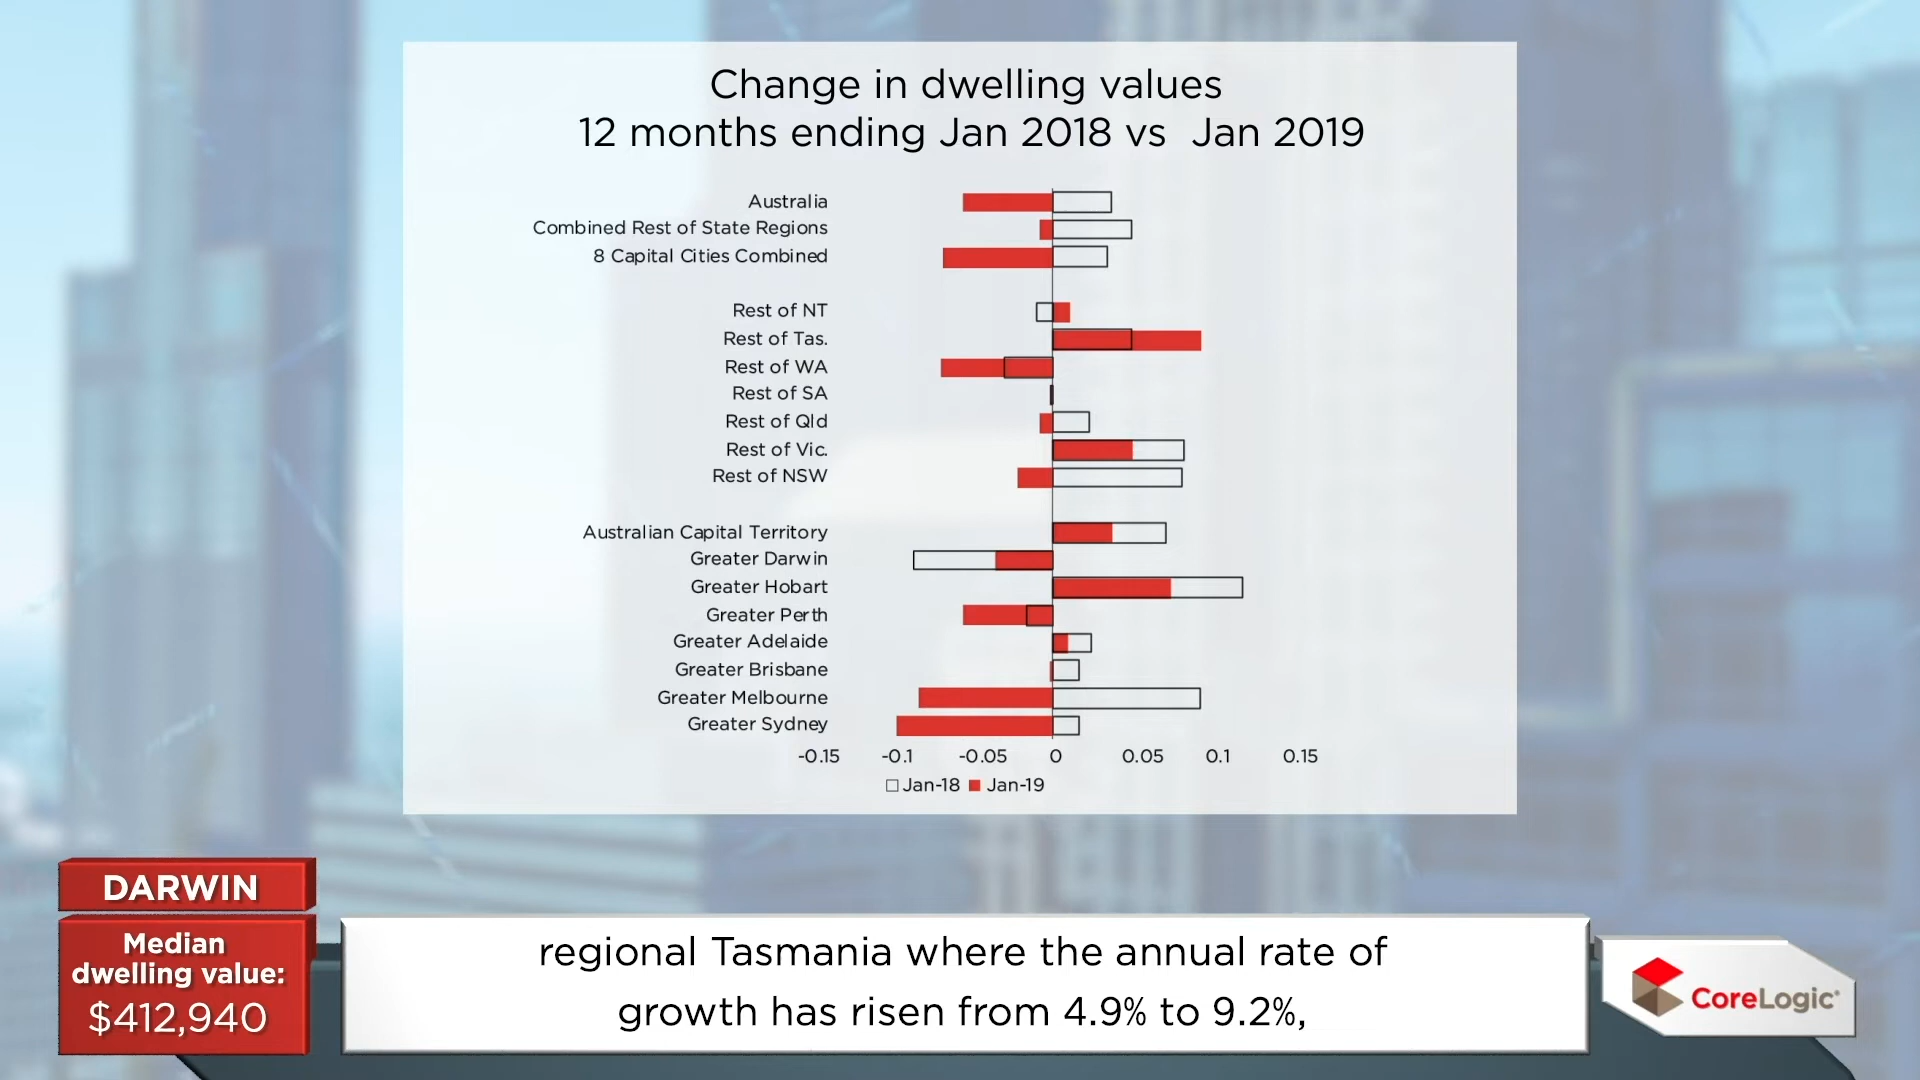 Change in dwelling values
12 months ending Jan 2018 vs Jan 2019
Australia
Combined Rest of State Regions
8 Capital Cities Combined
Rest of NT
Rest of Tas.
Rest of WA
Rest of SA
Rest of Qld
Rest of Vic.
Rest of NSW
Australian Capital Territory
Greater Darwin
Greater Hobart
Greater Perth
Greater Adelaide
Greater Brisbane
Greater Melbourne
Greater Sydney
-0.15 -0.1 -0.05 0 0.05 0.1 0.15
Jan-18 Jan-19
DARWIN
Median
dwelling value:
$412,940
regional Tasmania where the annual rate of
growth has risen from 4.9% to 9.2%,
CoreLogic®